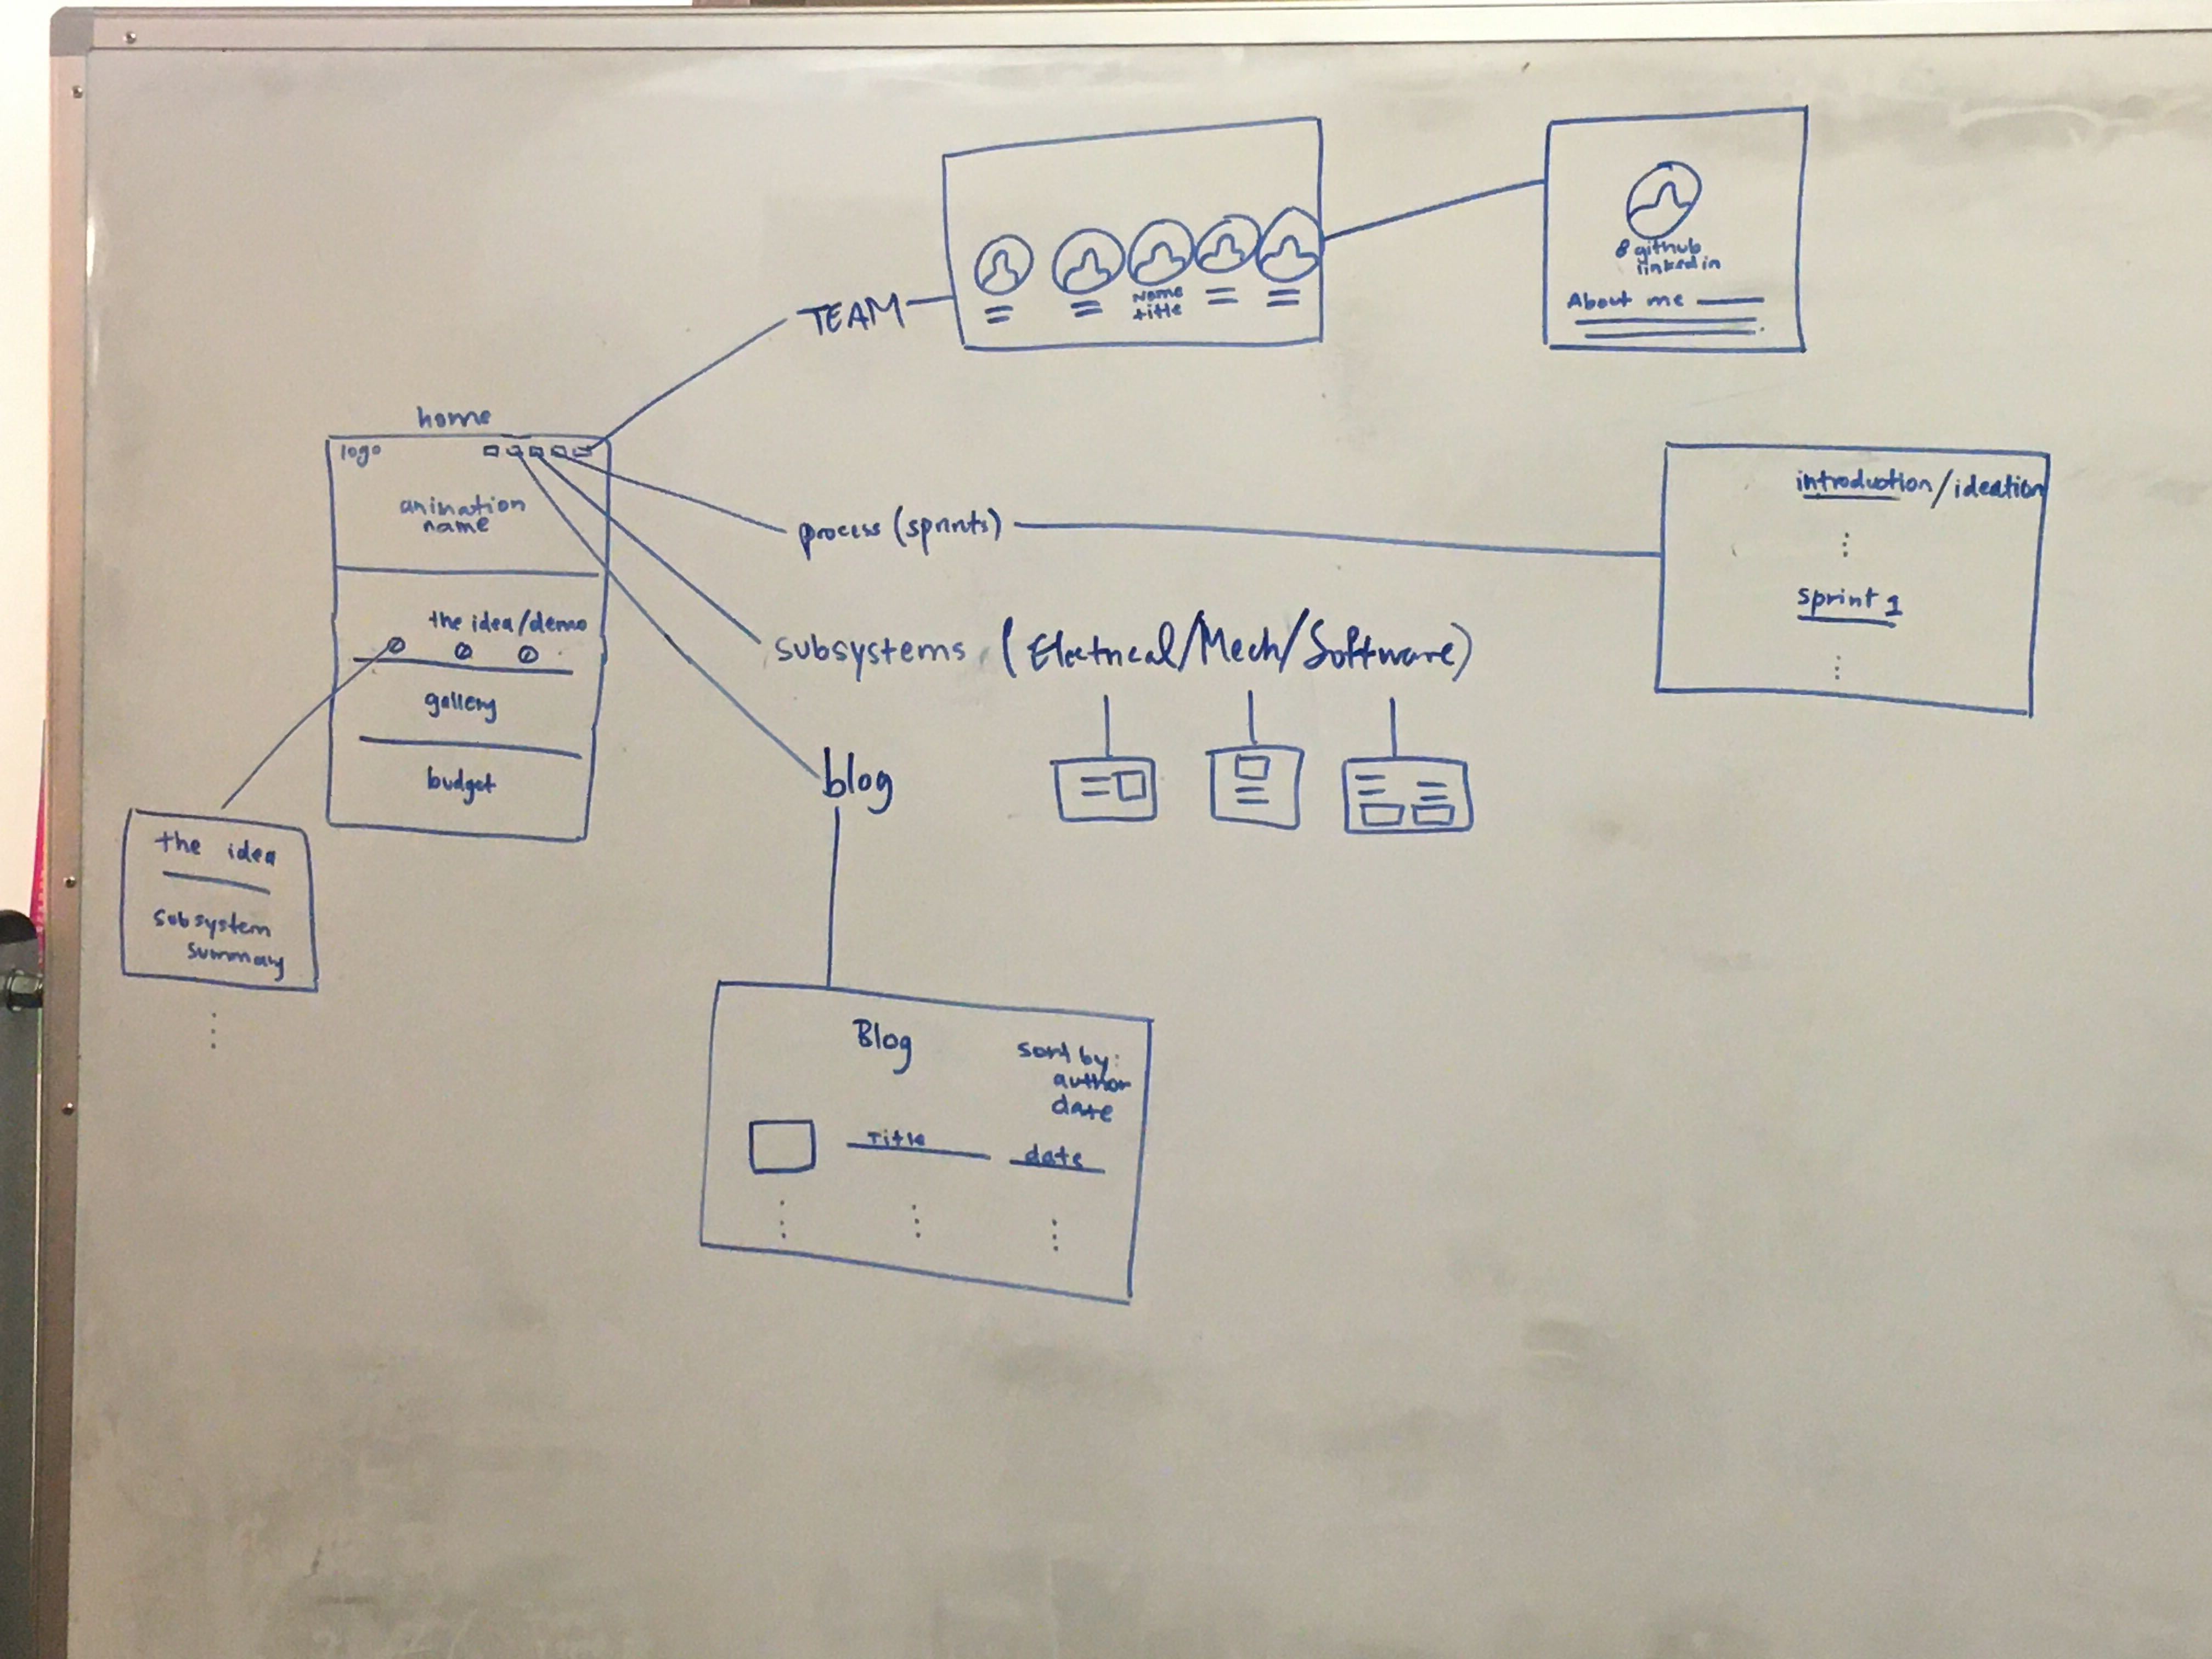 home
logo
animation
name
the idea/demo
gallery
budget
the idea
subsystem
summary
TEAM
Name
title
github
linkedin
About me
process (sprints)
introduction/ideation
sprint 1
subsystems (Electrical/Mech/Software)
blog
Blog
sort by:
author
date
Title
date